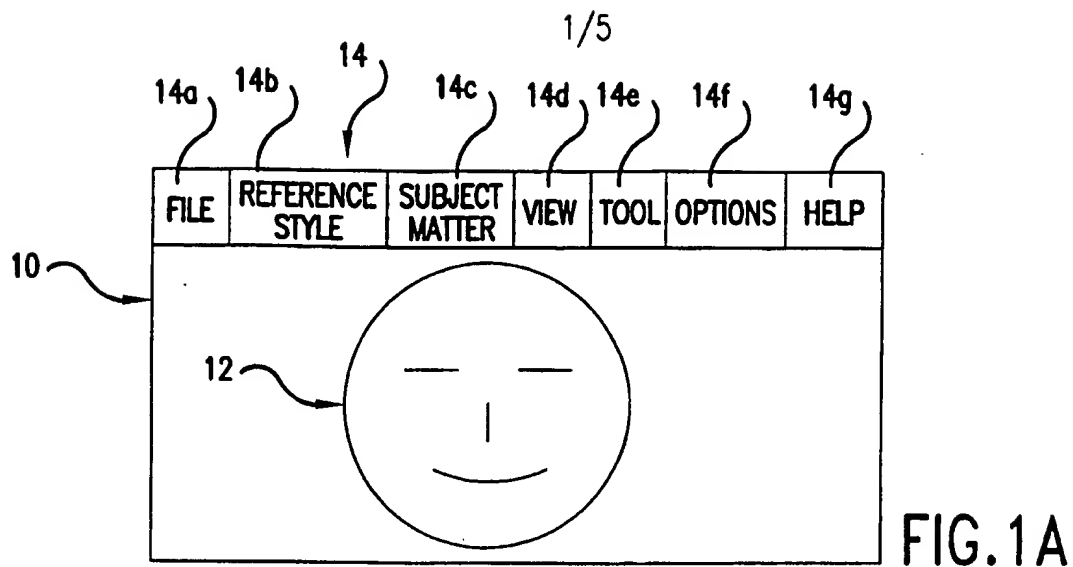 1/5
14
14a 14b 14c 14d 14e 14f 14g
FILE REFERENCE STYLE SUBJECT MATTER VIEW TOOL OPTIONS HELP
10
12
FIG.1A